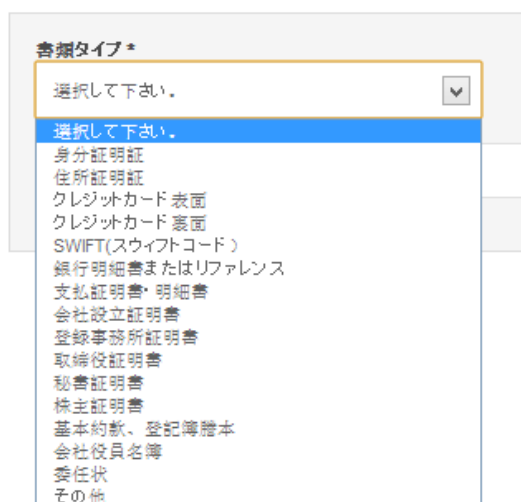 書類タイプ *
選択して下さい.
選択して下さい.
身分証明証
住所証明証
クレジットカード 表面
クレジットカード 裏面
SWIFT(スウィフトコード )
銀行明細書またはリファレンス
支払証明書・明細書
会社設立証明書
登録事務所証明書
取締役証明書
秘書証明書
株主証明書
基本約款、登記簿謄本
会社役員名簿
委任状
その他